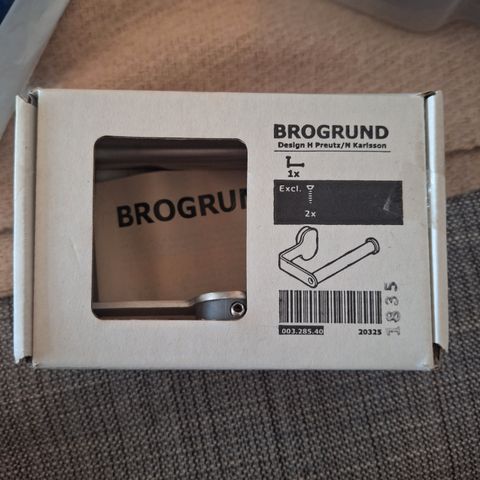 BROGRUND
Design H Preutz/N Karlsson
1x
Excl.
2x
BROGRUN
003.285.40
20325
1835